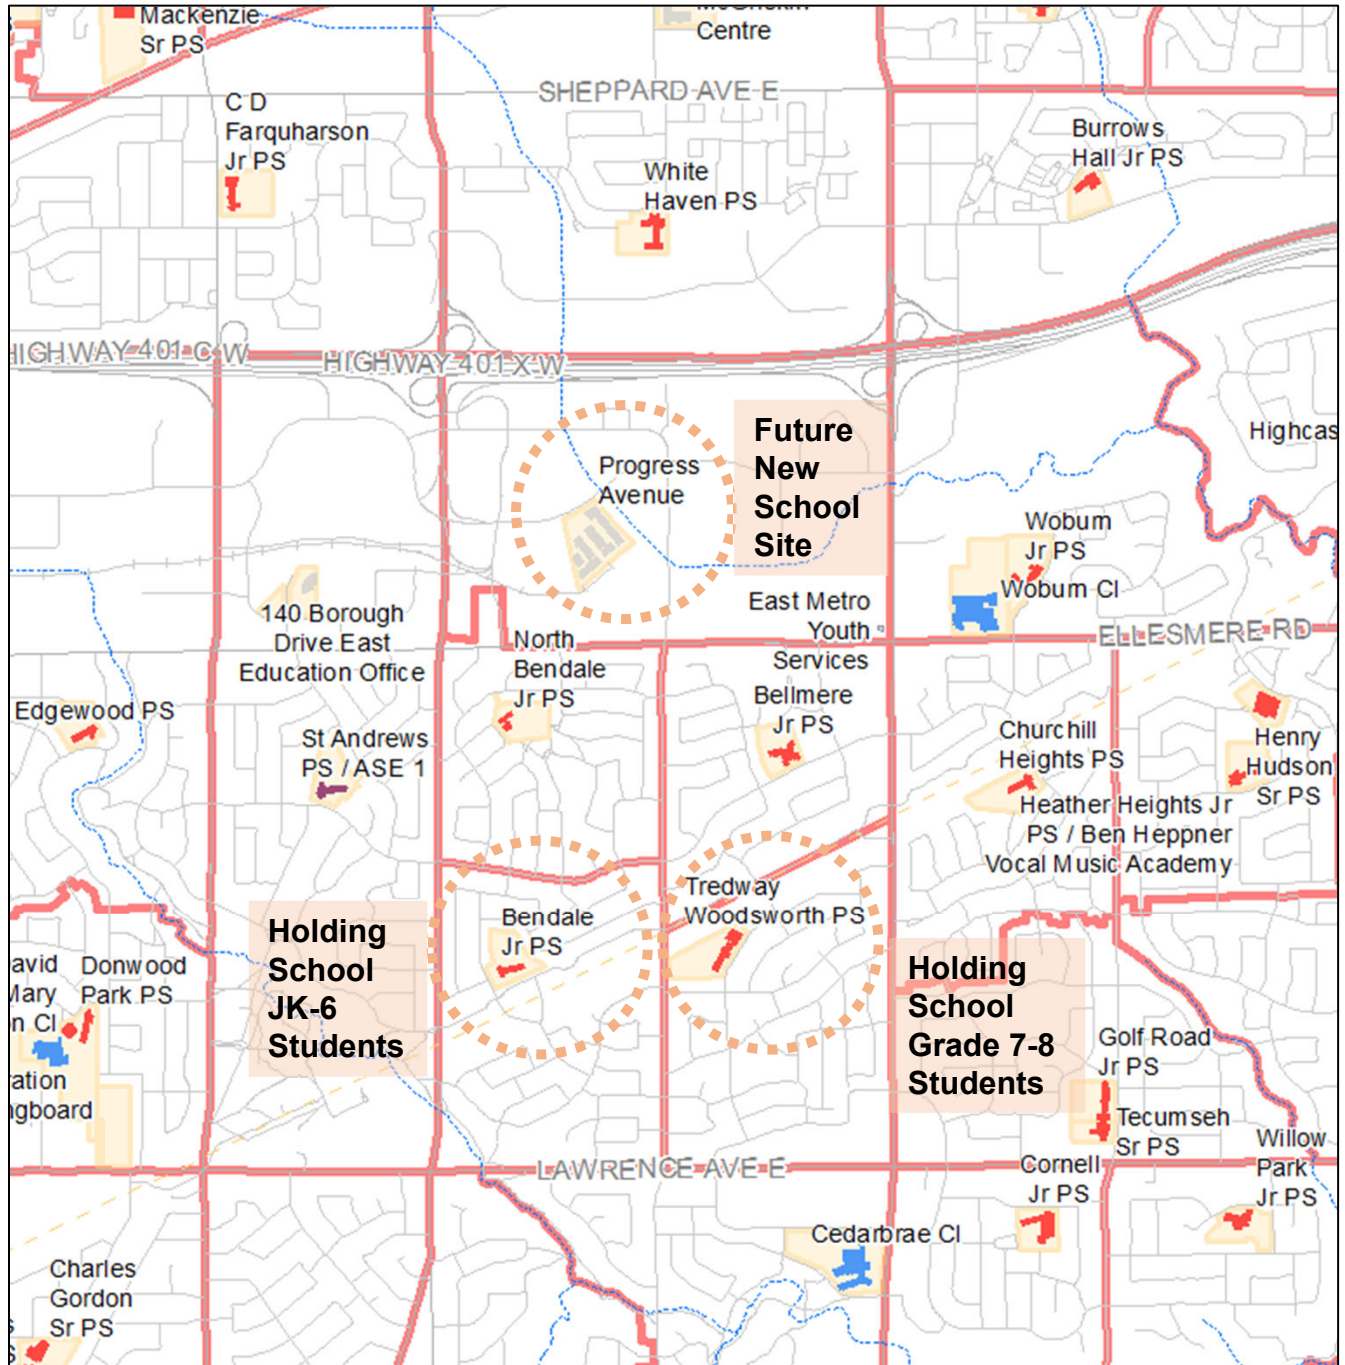 Mackenzie
Sr PS
Centre
SHEPPARD AVE E
C D
Farquharson
Jr PS
White
Haven PS
Burrows
Hall Jr PS
HIGHWAY 401 C W
HIGHWAY 401 X W
Future
New
School
Site
Progress
Avenue
Highcas
Woburn
Jr PS
Woburn CI
140 Borough
Drive East
Education Office
East Metro
Youth
Services
ELLESMERE RD
North
Bendale
Jr PS
Bellmere
Jr PS
Edgewood PS
St Andrews
PS / ASE 1
Churchill
Heights PS
Henry
Hudson
Sr PS
Heather Heights Jr
PS / Ben Heppner
Vocal Music Academy
Tredway
Woodsworth PS
Bendale
Jr PS
Holding
School
JK-6
Students
avid
Mary
n CI
Donwood
Park PS
ration
ngboard
Holding
School
Grade 7-8
Students
Golf Road
Jr PS
Tecumseh
Sr PS
Willow
Park
Jr PS
LAWRENCE AVE E
Cornell
Jr PS
Cedarbrae CI
Charles
Gordon
Sr PS